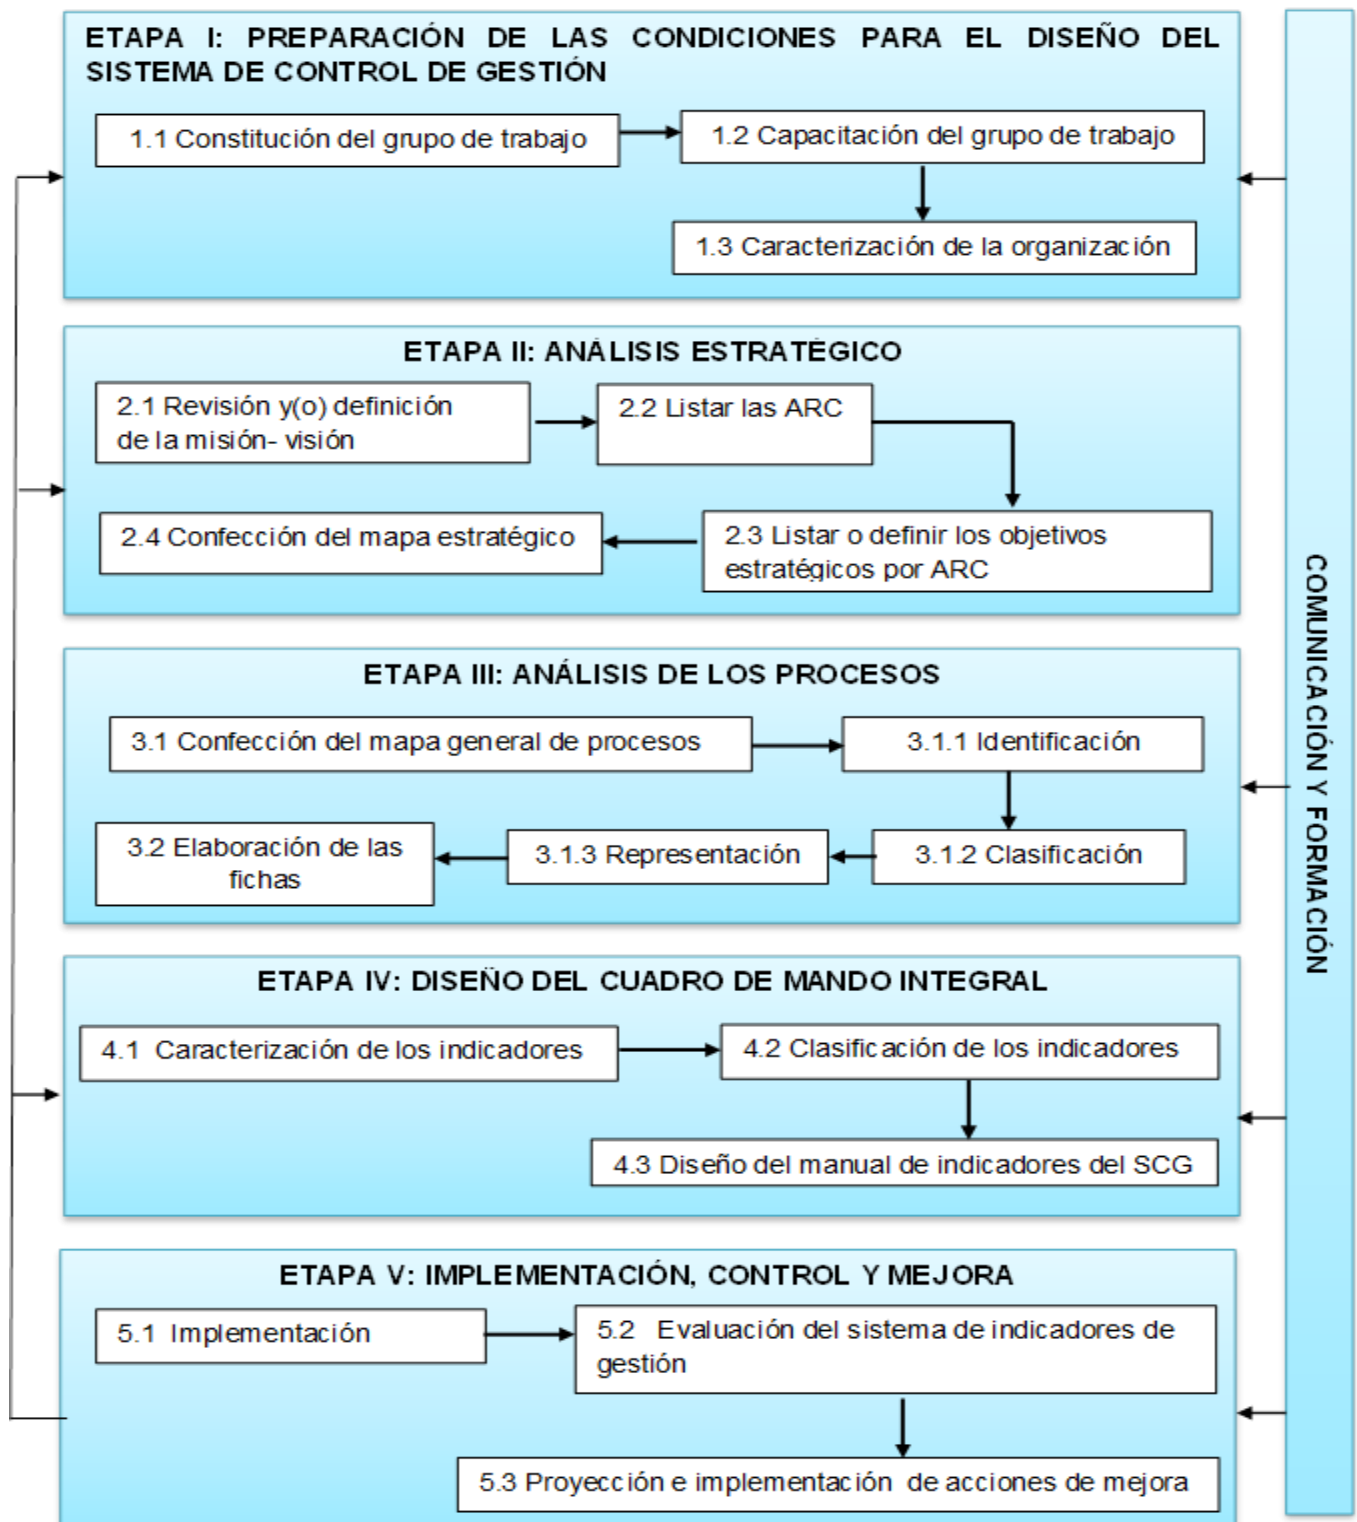 ETAPA I: PREPARACIÓN DE LAS CONDICIONES PARA EL DISEÑO DEL
SISTEMA DE CONTROL DE GESTIÓN
1.1 Constitución del grupo de trabajo
1.2 Capacitación del grupo de trabajo
1.3 Caracterización de la organización
ETAPA II: ANÁLISIS ESTRATÉGICO
2.1 Revisión y(o) definición
de la misión- visión
2.2 Listar las ARC
2.3 Listar o definir los objetivos
estratégicos por ARC
2.4 Confección del mapa estratégico
ETAPA III: ANÁLISIS DE LOS PROCESOS
3.1 Confección del mapa general de procesos
3.1.1 Identificación
3.1.2 Clasificación
3.1.3 Representación
3.2 Elaboración de las
fichas
ETAPA IV: DISEÑO DEL CUADRO DE MANDO INTEGRAL
4.1 Caracterización de los indicadores
4.2 Clasificación de los indicadores
4.3 Diseño del manual de indicadores del SCG
ETAPA V: IMPLEMENTACIÓN, CONTROL Y MEJORA
5.1 Implementación
5.2 Evaluación del sistema de indicadores de
gestión
5.3 Proyección e implementación de acciones de mejora
COMUNICACIÓN Y FORMACIÓN